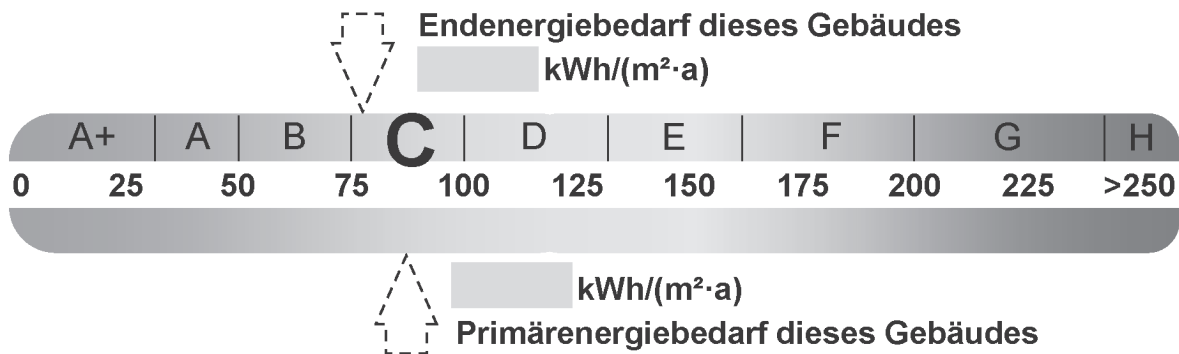 Endenergiebedarf dieses Gebäudes
kWh/(m²·a)
A+ A B C D E F G H
0 25 50 75 100 125 150 175 200 225 >250
kWh/(m²·a)
Primärenergiebedarf dieses Gebäudes